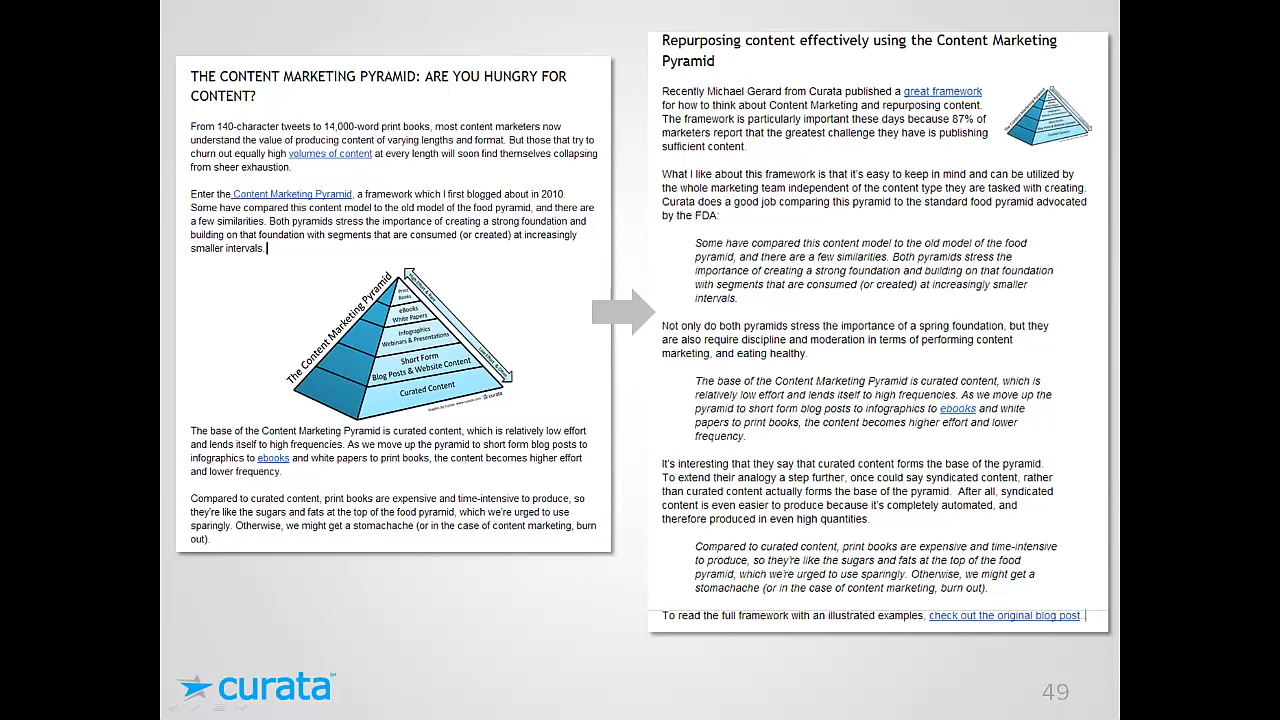 THE CONTENT MARKETING PYRAMID: ARE YOU HUNGRY FOR
CONTENT?
From 140-character tweets to 14,000-word print books, most content marketers now
understand the value of producing content of varying lengths and format. But those that try to
churn out equally high volumes of content at every length will soon find themselves collapsing
from sheer exhaustion.
Enter the Content Marketing Pyramid, a framework which I first blogged about in 2010.
Some have compared this content model to the old model of the food pyramid, and there are
a few similarities. Both pyramids stress the importance of creating a strong foundation and
building on that foundation with segments that are consumed (or created) at increasingly
smaller intervals.
The Content Marketing Pyramid
Print
Books
eBooks
White Papers
Infographics
Webinars & Presentations
Short Form
Blog Posts & Website Content
Curated Content
curata
The base of the Content Marketing Pyramid is curated content, which is relatively low effort
and lends itself to high frequencies. As we move up the pyramid to short form blog posts to
infographics to ebooks and white papers to print books, the content becomes higher effort
and lower frequency.
Compared to curated content, print books are expensive and time-intensive to produce, so
they're like the sugars and fats at the top of the food pyramid, which we're urged to use
sparingly. Otherwise, we might get a stomachache (or in the case of content marketing, burn
out).
Repurposing content effectively using the Content Marketing
Pyramid
Recently Michael Gerard from Curata published a great framework
for how to think about Content Marketing and repurposing content.
The framework is particularly important these days because 87% of
marketers report that the greatest challenge they have is publishing
sufficient content.
What I like about this framework is that it's easy to keep in mind and can be utilized by
the whole marketing team independent of the content type they are tasked with creating.
Curata does a good job comparing this pyramid to the standard food pyramid advocated
by the FDA:
Some have compared this content model to the old model of the food
pyramid, and there are a few similarities. Both pyramids stress the
importance of creating a strong foundation and building on that foundation
with segments that are consumed (or created) at increasingly smaller
intervals.
Not only do both pyramids stress the importance of a spring foundation, but they
are also require discipline and moderation in terms of performing content
marketing, and eating healthy.
The base of the Content Marketing Pyramid is curated content, which is
relatively low effort and lends itself to high frequencies. As we move up the
pyramid to short form blog posts to infographics to ebooks and white
papers to print books, the content becomes higher effort and lower
frequency.
It's interesting that they say that curated content forms the base of the pyramid.
To extend their analogy a step further, once could say syndicated content, rather
than curated content actually forms the base of the pyramid. After all, syndicated
content is even easier to produce because it's completely automated, and
therefore produced in even high quantities.
Compared to curated content, print books are expensive and time-intensive
to produce, so they're like the sugars and fats at the top of the food
pyramid, which we're urged to use sparingly. Otherwise, we might get a
stomachache (or in the case of content marketing, burn out).
To read the full framework with an illustrated examples, check out the original blog post.
curata
49